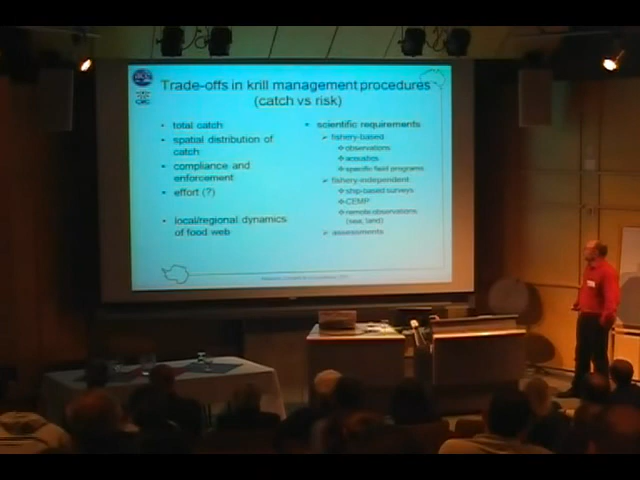 Trade-offs in krill management procedures
(catch vs risk)
• total catch
• spatial distribution of
catch
• compliance and
enforcement
• effort (?)
• local/regional dynamics
of food web
• scientific requirements
➢ fishery-based
❖observations
❖acoustics
❖specific field programs
➢ fishery-independent
❖ship-based surveys
❖CEMP
❖remote observations
(sea, land)
➢ assessments